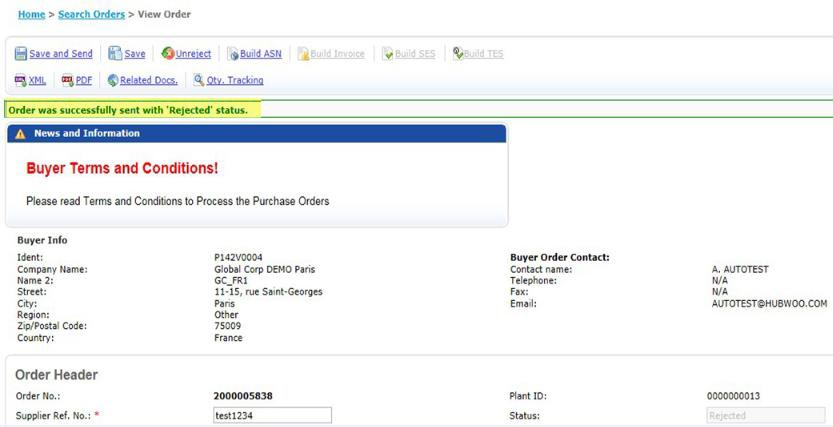 Home > Search Orders > View Order
Save and Send Save Unreject Build ASN Build Invoice Build SES Build TES
XML PDF Related Docs. Qty. Tracking
Order was successfully sent with 'Rejected' status.
News and Information
Buyer Terms and Conditions!
Please read Terms and Conditions to Process the Purchase Orders
Buyer Info
Ident: P142V0004 Buyer Order Contact:
Company Name: Global Corp DEMO Paris Contact name: A. AUTOTEST
Name 2: GC_FR1 Telephone: N/A
Street: 11-15, rue Saint-Georges Fax: N/A
City: Paris Email: AUTOTEST@HUBWOO.COM
Region: Other
Zip/Postal Code: 75009
Country: France
Order Header
Order No.: 2000005838 Plant ID: 0000000013
Supplier Ref. No.: * test1234 Status: Rejected